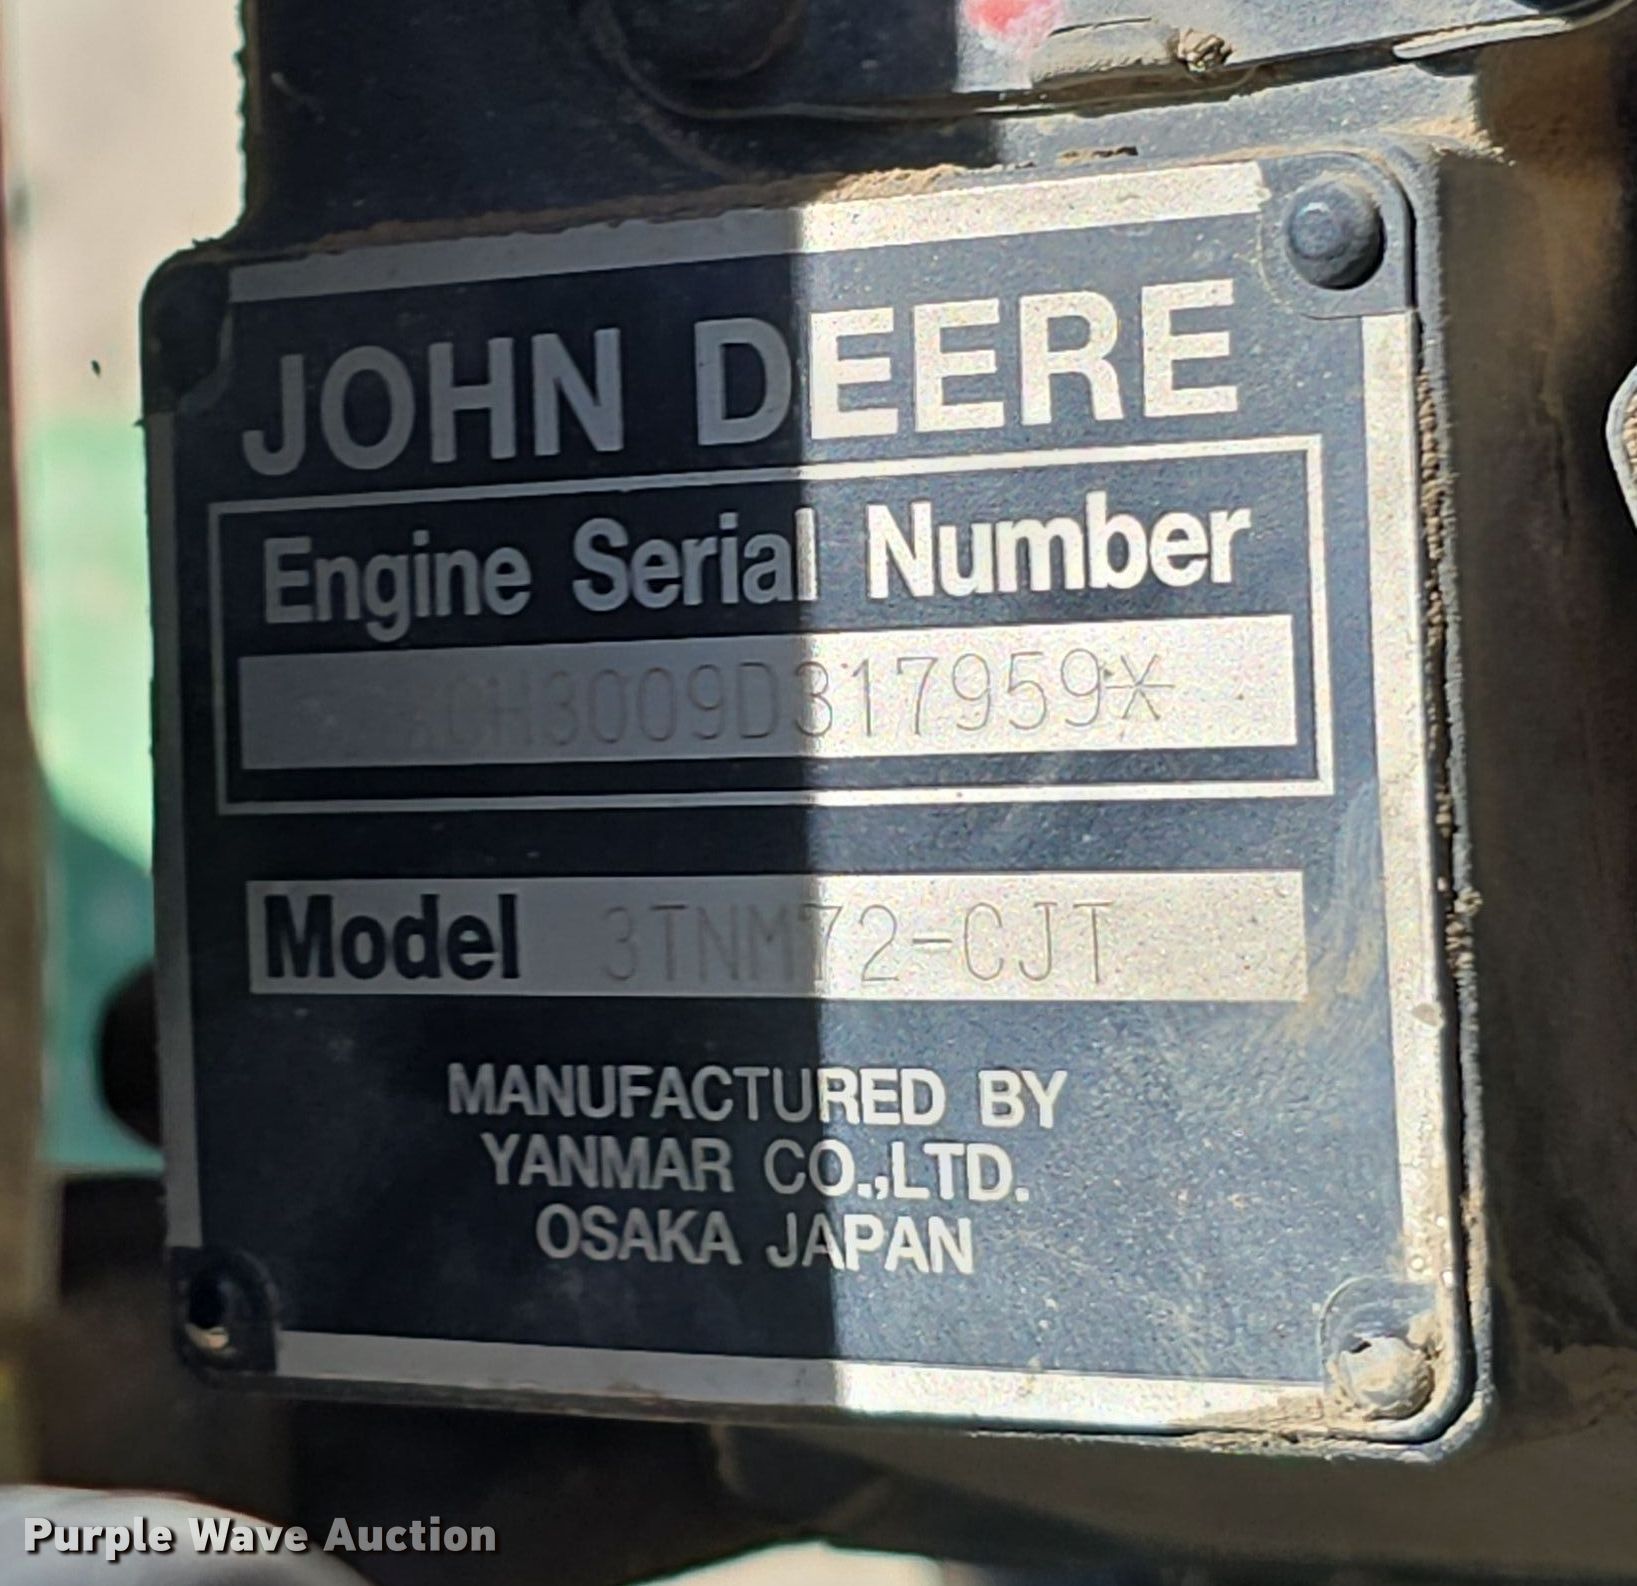 JOHN DEERE
Engine Serial Number
CH3009D317959*
Model 3TNM72-CJT
MANUFACTURED BY
YANMAR CO.,LTD.
OSAKA JAPAN
Purple Wave Auction